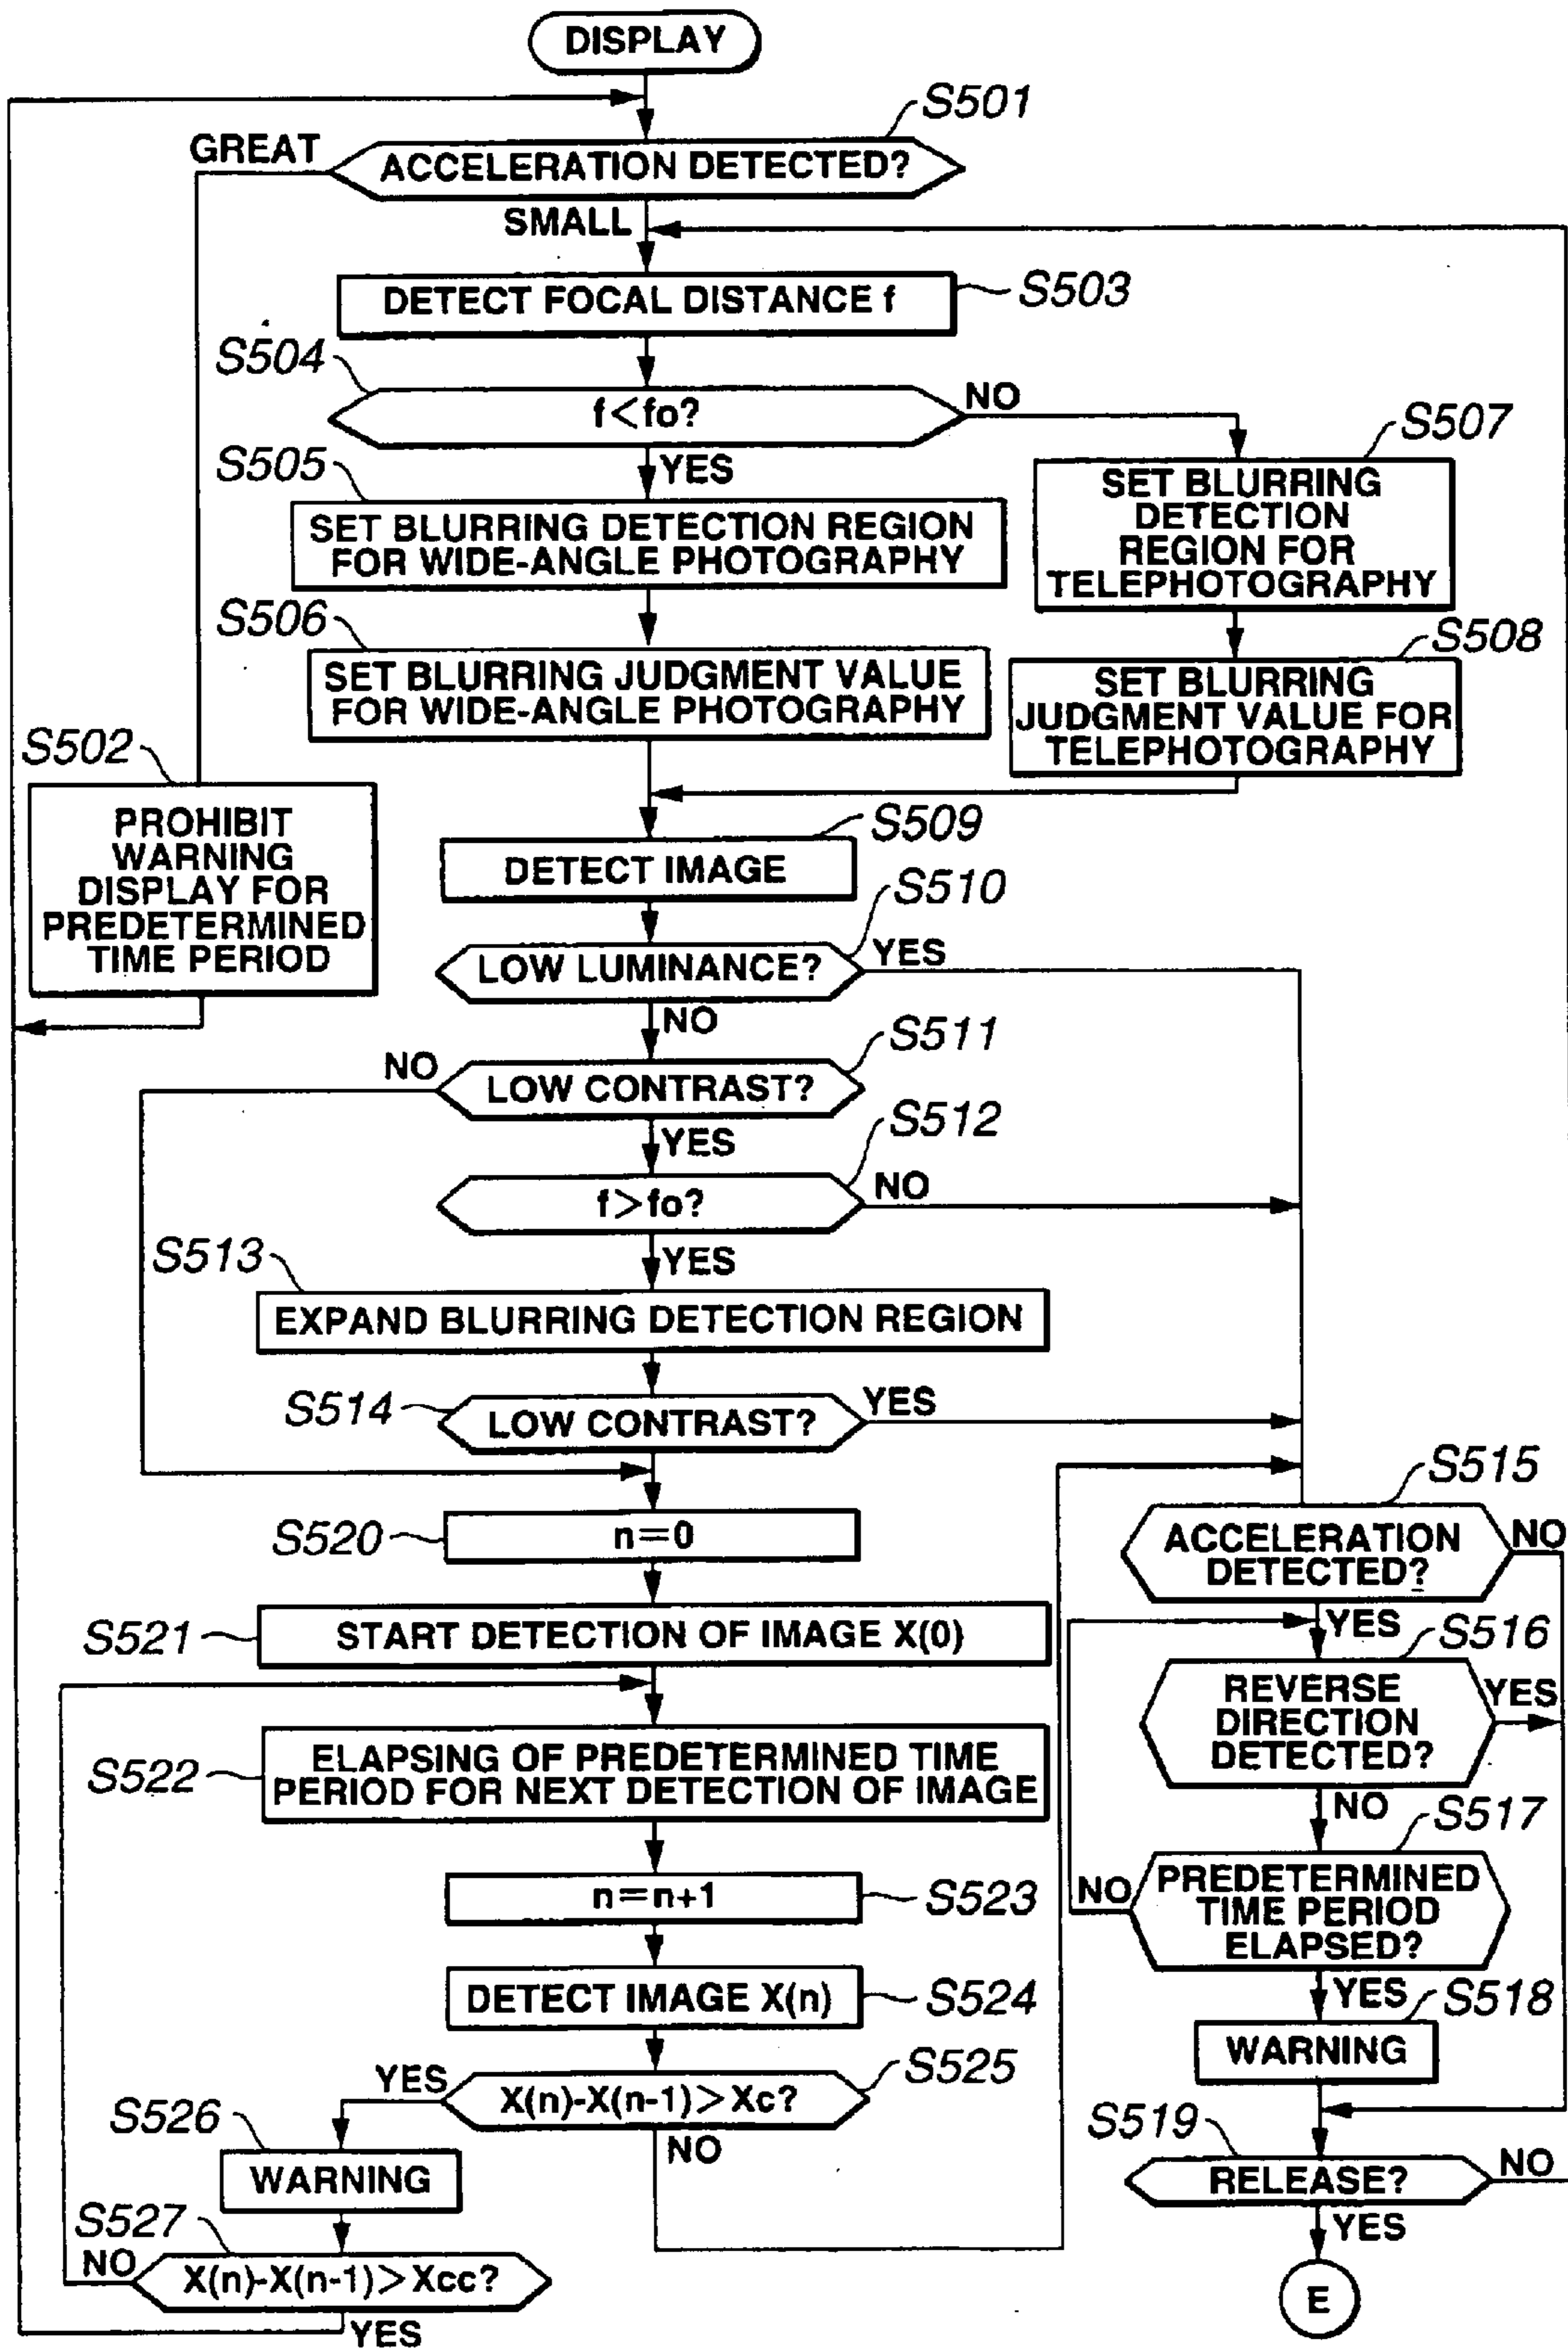 DISPLAY
S501
GREAT
ACCELERATION DETECTED?
SMALL
DETECT FOCAL DISTANCE f
S503
S504
f<fo?
NO
S507
S505
YES
SET BLURRING DETECTION REGION
FOR WIDE-ANGLE PHOTOGRAPHY
SET BLURRING
DETECTION
REGION FOR
TELEPHOTOGRAPHY
S506
S508
SET BLURRING JUDGMENT VALUE
FOR WIDE-ANGLE PHOTOGRAPHY
SET BLURRING
JUDGMENT VALUE FOR
TELEPHOTOGRAPHY
S502
PROHIBIT
WARNING
DISPLAY FOR
PREDETERMINED
TIME PERIOD
S509
DETECT IMAGE
S510
LOW LUMINANCE?
YES
NO
S511
NO
LOW CONTRAST?
YES
S512
f>fo?
NO
YES
S513
EXPAND BLURRING DETECTION REGION
S514
LOW CONTRAST?
YES
S515
ACCELERATION
DETECTED?
NO
YES
S520
n=0
S521
START DETECTION OF IMAGE X(0)
S516
REVERSE
DIRECTION
DETECTED?
YES
NO
S522
ELAPSING OF PREDETERMINED TIME
PERIOD FOR NEXT DETECTION OF IMAGE
S517
PREDETERMINED
TIME PERIOD
ELAPSED?
NO
YES
n=n+1
S523
DETECT IMAGE X(n)
S524
S518
WARNING
S525
YES
X(n)-X(n-1)>Xc?
NO
S526
WARNING
S519
RELEASE?
NO
YES
S527
NO
X(n)-X(n-1)>Xcc?
YES
E